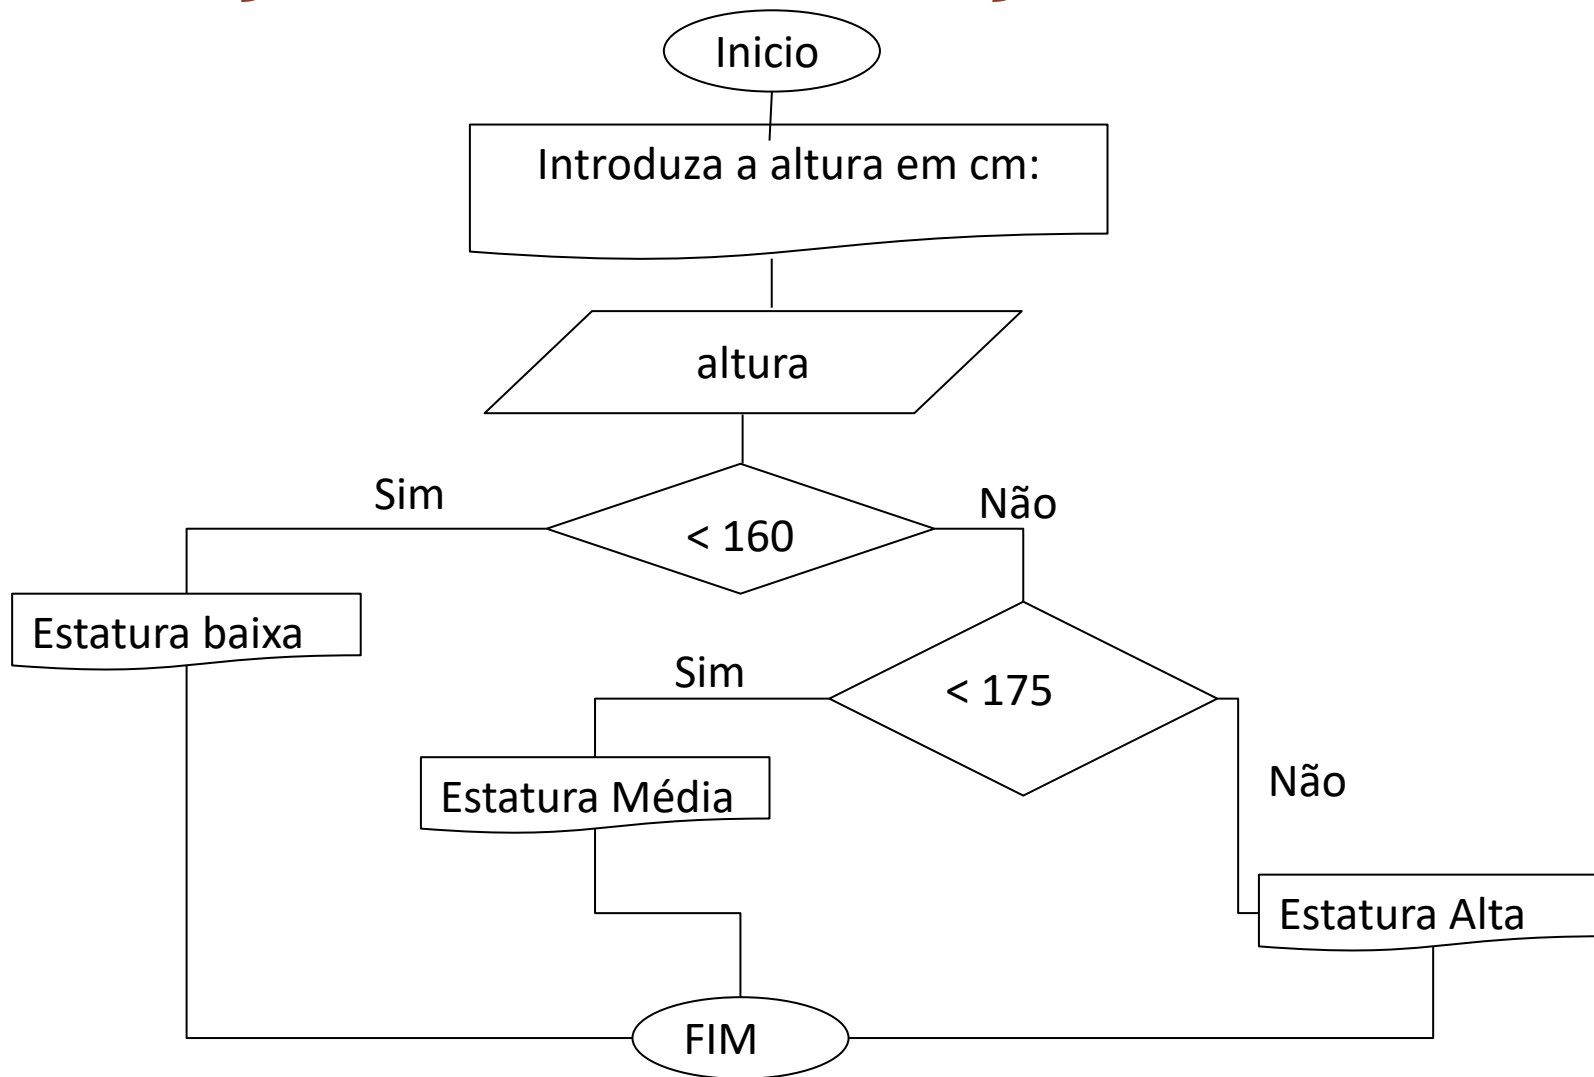 Inicio
Introduza a altura em cm:
altura
Sim
< 160
Não
Estatura baixa
Sim
< 175
Não
Estatura Média
Estatura Alta
FIM